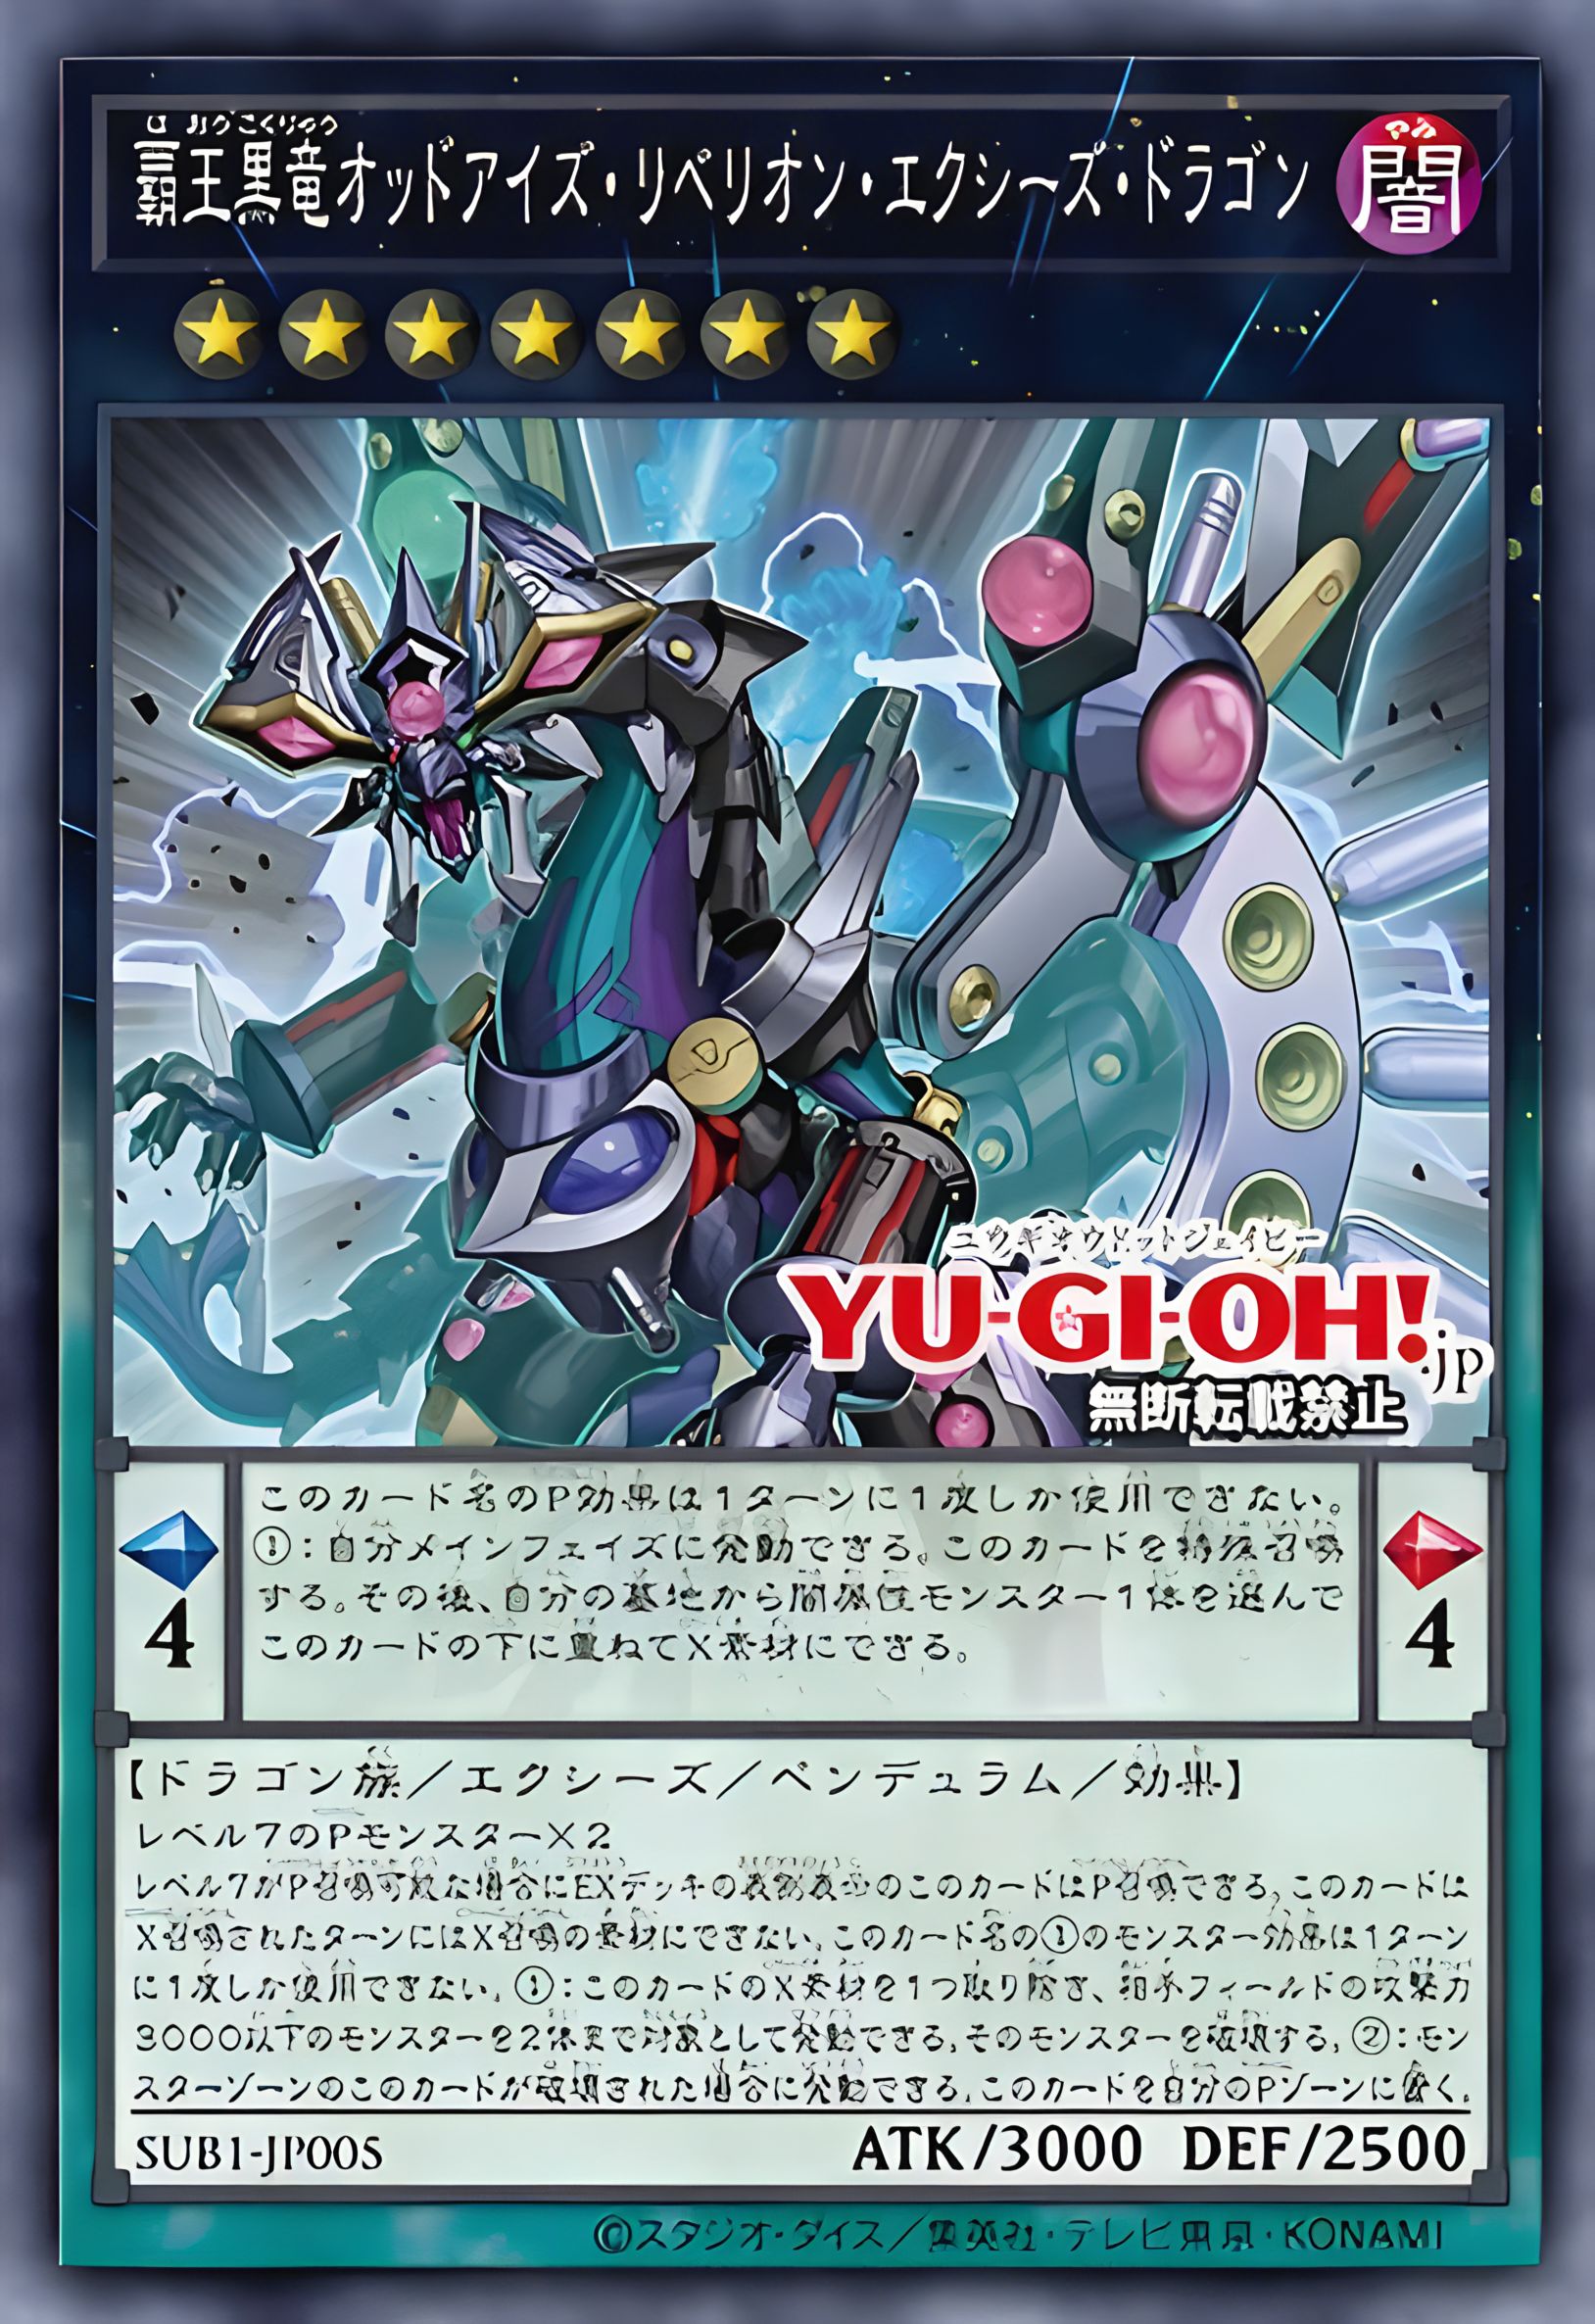 覇王黒竜オッドアイズ・リベリオン・エクシーズ・ドラゴン
闇
ユウギオウドットジェイピー
YU-GI-OH!.jp
無断転載禁止
このカード名のP効果は1ターンに1度しか使用できない。
①:自分メインフェイズに発動できる。このカードを特殊召喚
する。その後、自分の墓地から闇属性モンスター1体を選んで
このカードの下に重ねてX素材にできる。
4
4
【ドラゴン族/エクシーズ/ペンデュラム/効果】
レベル7のPモンスター×2
レベル7がP召喚可能な場合にEXデッキの表側表示のこのカードはP召喚できる。このカードは
X召喚されたターンにはX召喚の素材にできない。このカード名の①のモンスター効果は1ターン
に1度しか使用できない。①:このカードのX素材を1つ取り除き、相手フィールドの攻撃力
3000以下のモンスターを2体まで対象として発動できる。そのモンスターを破壊する。②:モン
スターゾーンのこのカードが破壊された場合に発動できる。このカードを自分のPゾーンに置く。
SUB1-JP005
ATK/3000 DEF/2500
©スタジオ・ダイス/集英社・テレビ東京・KONAMI